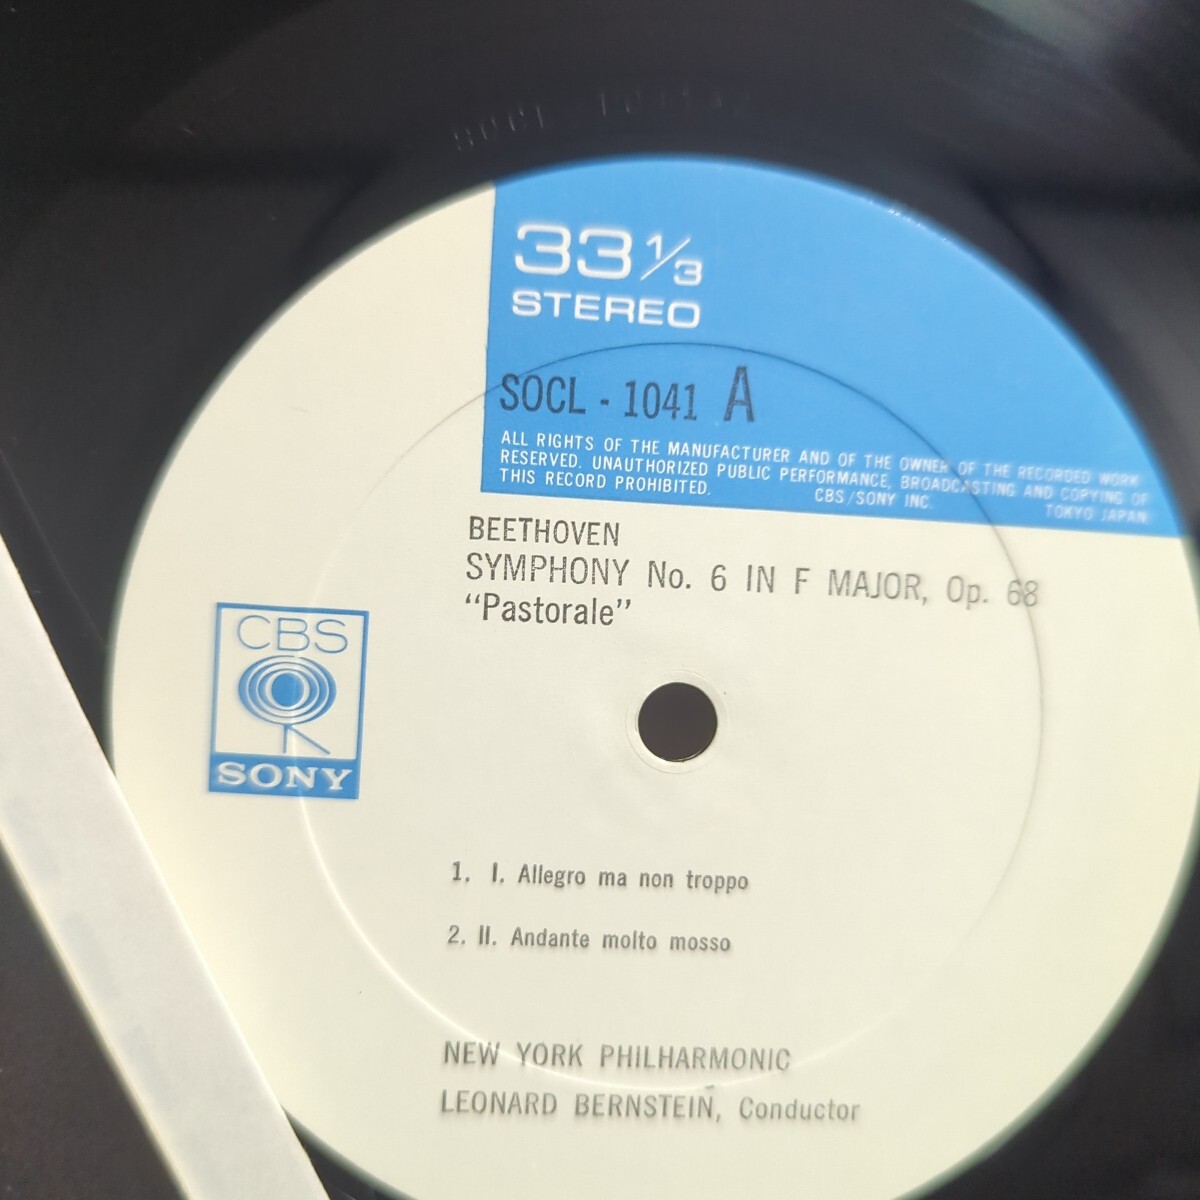 33 1/3
STEREO
SOCL - 1041 A
ALL RIGHTS OF THE MANUFACTURER AND OF THE OWNER OF THE RECORDED WORK
RESERVED. UNAUTHORIZED PUBLIC PERFORMANCE, BROADCASTING AND COPYING OF
THIS RECORD PROHIBITED. CBS/SONY INC. TOKYO JAPAN
BEETHOVEN
SYMPHONY No. 6 IN F MAJOR, Op. 68
“Pastorale”
CBS
SONY
1. I. Allegro ma non troppo
2. II. Andante molto mosso
NEW YORK PHILHARMONIC
LEONARD BERNSTEIN, Conductor